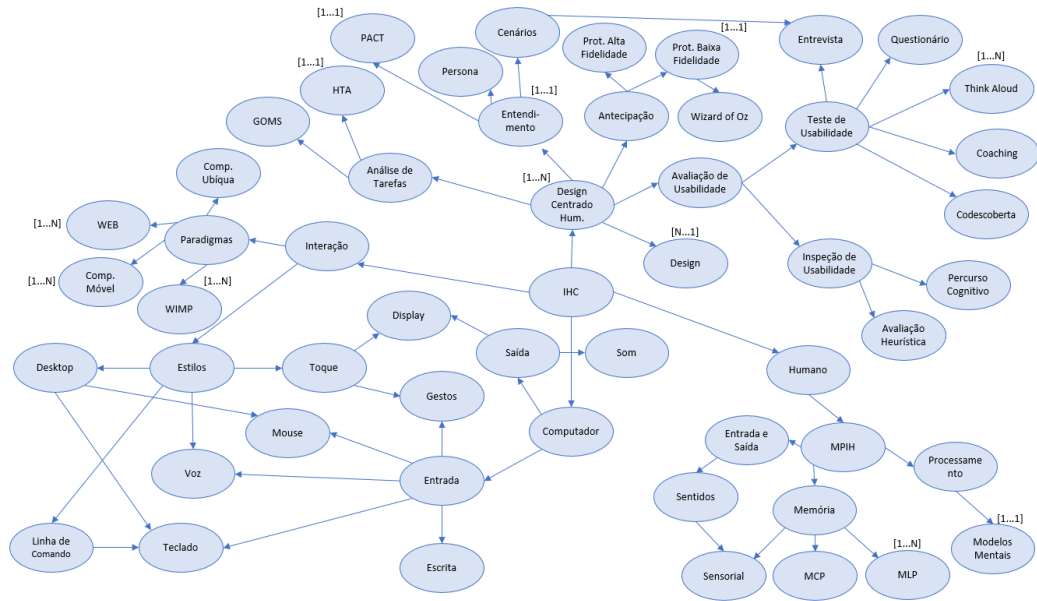 [1...1]
PACT
Cenários
Prot. Alta
Fidelidade
[1...1]
Prot. Baixa
Fidelidade
Entrevista
Questionário
[1...1]
HTA
Persona
[1...1]
Entendi-
mento
Antecipação
Wizard of Oz
Teste de
Usabilidade
[1...N]
Think Aloud
GOMS
Coaching
Comp.
Ubíqua
Análise de
Tarefas
[1...N]
Design
Centrado
Hum.
Avaliação de
Usabilidade
Codescoberta
[1...N]
WEB
Paradigmas
Interação
[N...1]
Design
Inspeção de
Usabilidade
Percurso
Cognitivo
[1...N]
Comp.
Móvel
[1...N]
WIMP
IHC
Avaliação
Heurística
Display
Saída
Som
Desktop
Estilos
Toque
Humano
Gestos
Mouse
Computador
Entrada e
Saída
MPIH
Processame
nto
Voz
Entrada
Sentidos
Memória
[1...1]
Modelos
Mentais
Linha de
Comando
Teclado
Escrita
Sensorial
MCP
[1...N]
MLP